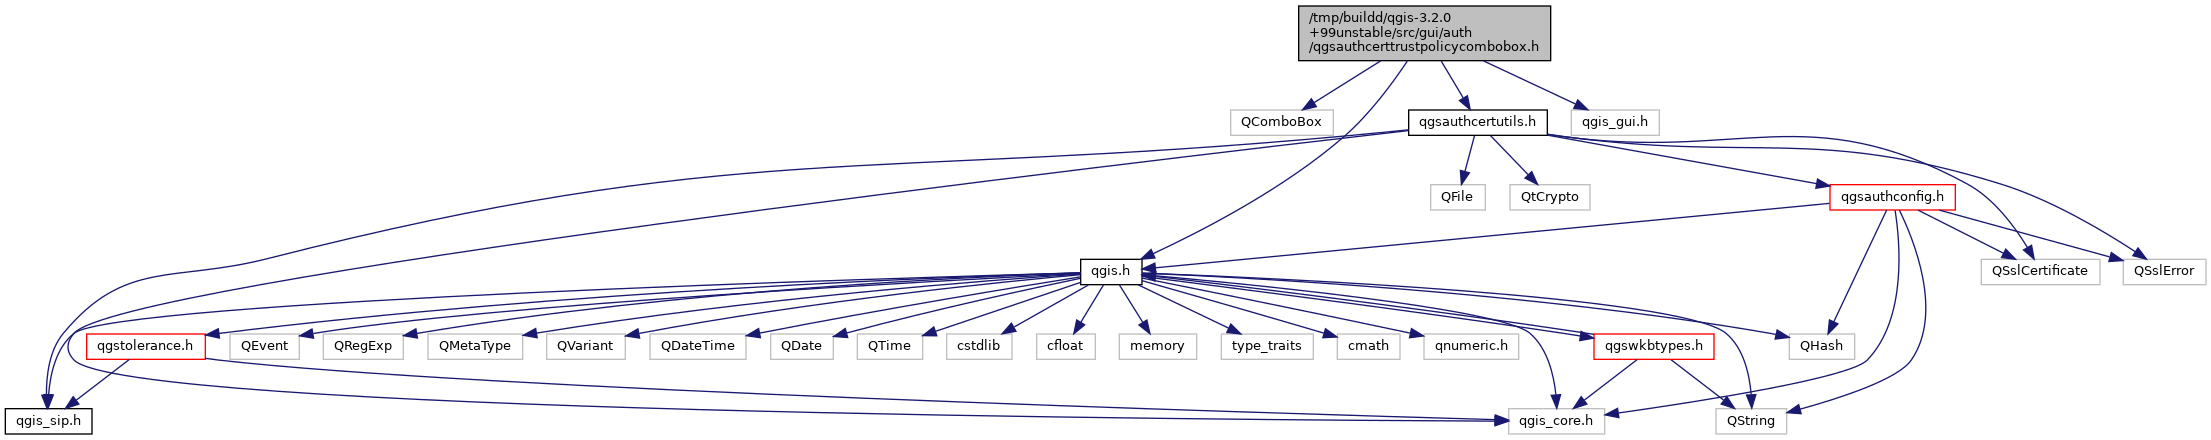 /tmp/buildd/qgis-3.2.0
+99unstable/src/gui/auth
/qgsauthcerttrustpolicycombobox.h
QComboBox
qgsauthcertutils.h
qgis_gui.h
QFile
QtCrypto
qgsauthconfig.h
qgis.h
QSslCertificate
QSslError
qgstolerance.h
QEvent
QRegExp
QMetaType
QVariant
QDateTime
QDate
QTime
cstdlib
cfloat
memory
type_traits
cmath
qnumeric.h
qgswkbtypes.h
QHash
qgis_sip.h
qgis_core.h
QString